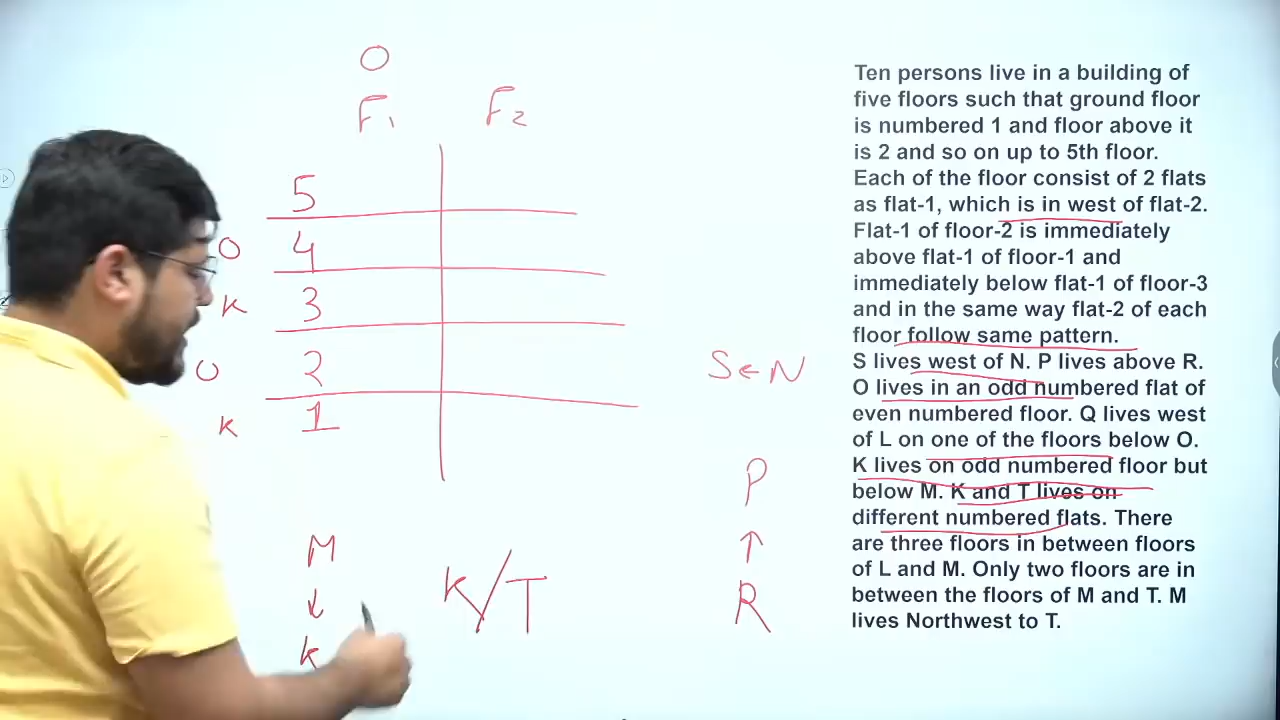 O
F1 F2
5
O 4
K 3
O 2
K 1
M
↓
K
K/T
S ← N
P
↑
R
Ten persons live in a building of
five floors such that ground floor
is numbered 1 and floor above it
is 2 and so on up to 5th floor.
Each of the floor consist of 2 flats
as flat-1, which is in west of flat-2.
Flat-1 of floor-2 is immediately
above flat-1 of floor-1 and
immediately below flat-1 of floor-3
and in the same way flat-2 of each
floor follow same pattern.
S lives west of N. P lives above R.
O lives in an odd numbered flat of
even numbered floor. Q lives west
of L on one of the floors below O.
K lives on odd numbered floor but
below M. K and T lives on
different numbered flats. There
are three floors in between floors
of L and M. Only two floors are in
between the floors of M and T. M
lives Northwest to T.